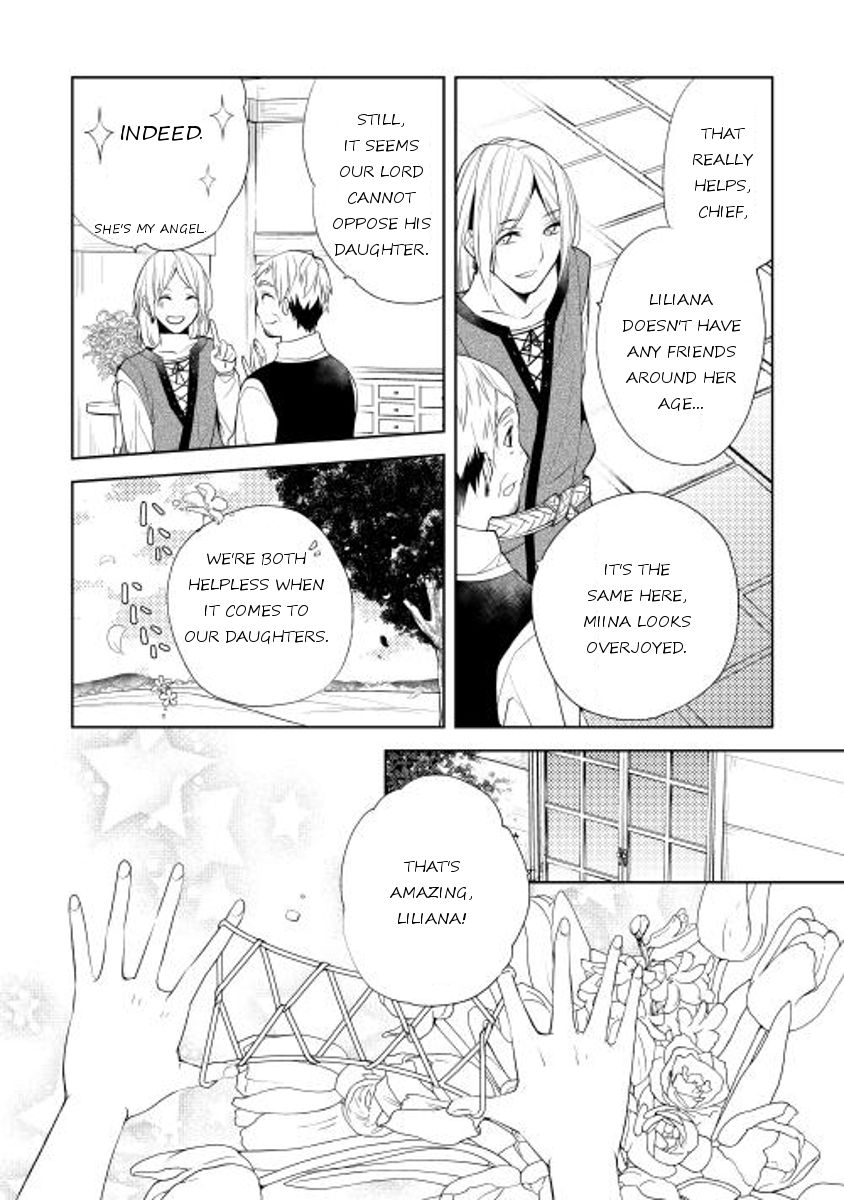 THAT
REALLY
HELPS,
CHIEF,
LILIANA
DOESN'T HAVE
ANY FRIENDS
AROUND HER
AGE...
IT'S THE
SAME HERE,
MIINA LOOKS
OVERJOYED.
STILL,
IT SEEMS
OUR LORD
CANNOT
OPPOSE HIS
DAUGHTER.
INDEED.
SHE'S MY ANGEL.
WE'RE BOTH
HELPLESS WHEN
IT COMES TO
OUR DAUGHTERS.
THAT'S
AMAZING,
LILIANA!